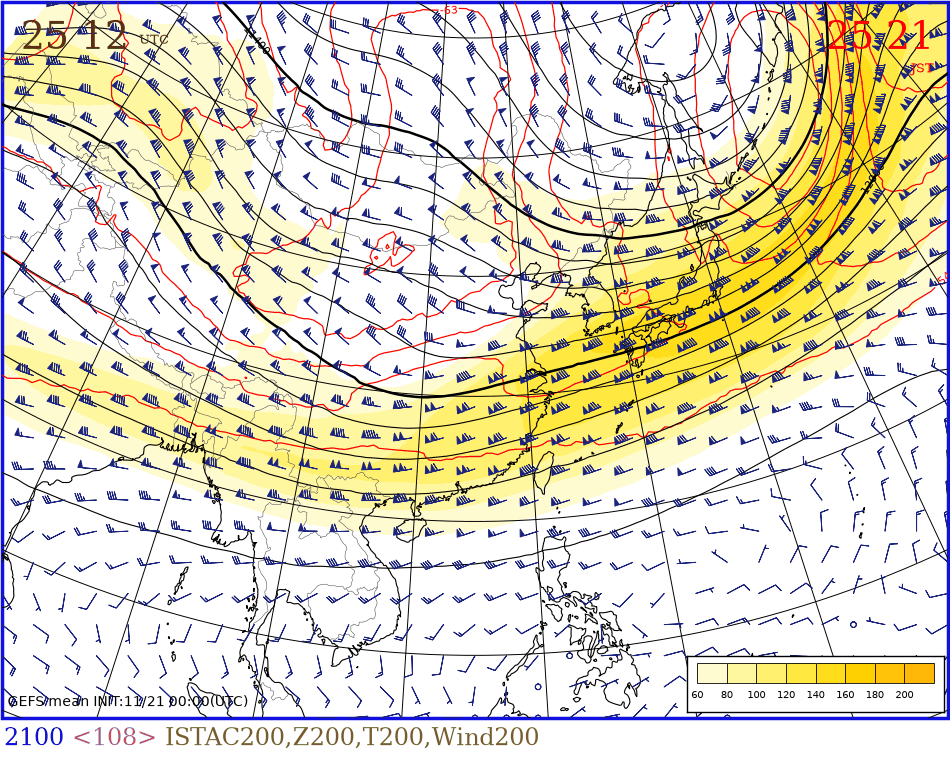 -63
25 12 UTC
25 21
JST
GEFS/mean INIT:11/21 00:00(UTC)
60 80 100 120 140 160 180 200
2100 <108> ISTAC200,Z200,T200,Wind200